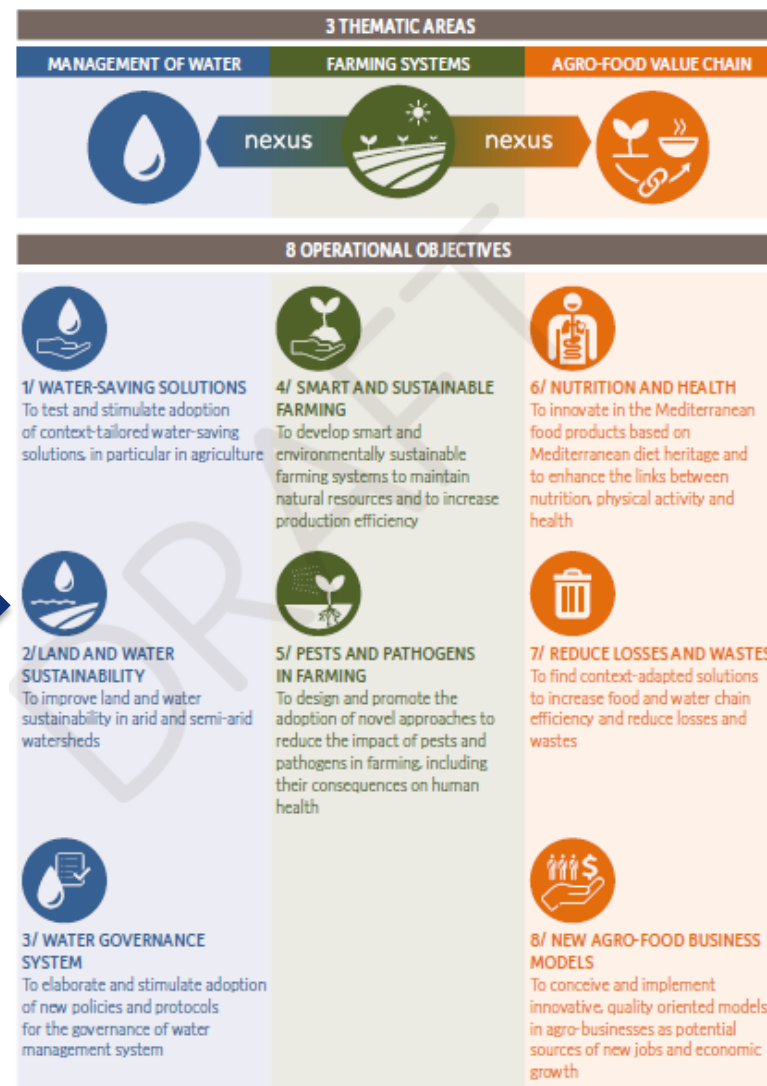 3 THEMATIC AREAS
MANAGEMENT OF WATER
FARMING SYSTEMS
AGRO-FOOD VALUE CHAIN
nexus
nexus
8 OPERATIONAL OBJECTIVES
1/ WATER-SAVING SOLUTIONS
To test and stimulate adoption
of context-tailored water-saving
solutions, in particular in agriculture
4/ SMART AND SUSTAINABLE
FARMING
To develop smart and
environmentally sustainable
farming systems to maintain
natural resources and to increase
production efficiency
6/ NUTRITION AND HEALTH
To innovate in the Mediterranean
food products based on
Mediterranean diet heritage and
to enhance the links between
nutrition, physical activity and
health
2/ LAND AND WATER
SUSTAINABILITY
To improve land and water
sustainability in arid and semi-arid
watersheds
5/ PESTS AND PATHOGENS
IN FARMING
To design and promote the
adoption of novel approaches to
reduce the impact of pests and
pathogens in farming, including
their consequences on human
health
7/ REDUCE LOSSES AND WASTES
To find context-adapted solutions
to increase food and water chain
efficiency and reduce losses and
wastes
3/ WATER GOVERNANCE
SYSTEM
To elaborate and stimulate adoption
of new policies and protocols
for the governance of water
management system
8/ NEW AGRO-FOOD BUSINESS
MODELS
To conceive and implement
innovative, quality oriented models
in agro-businesses as potential
sources of new jobs and economic
growth
DRAFT